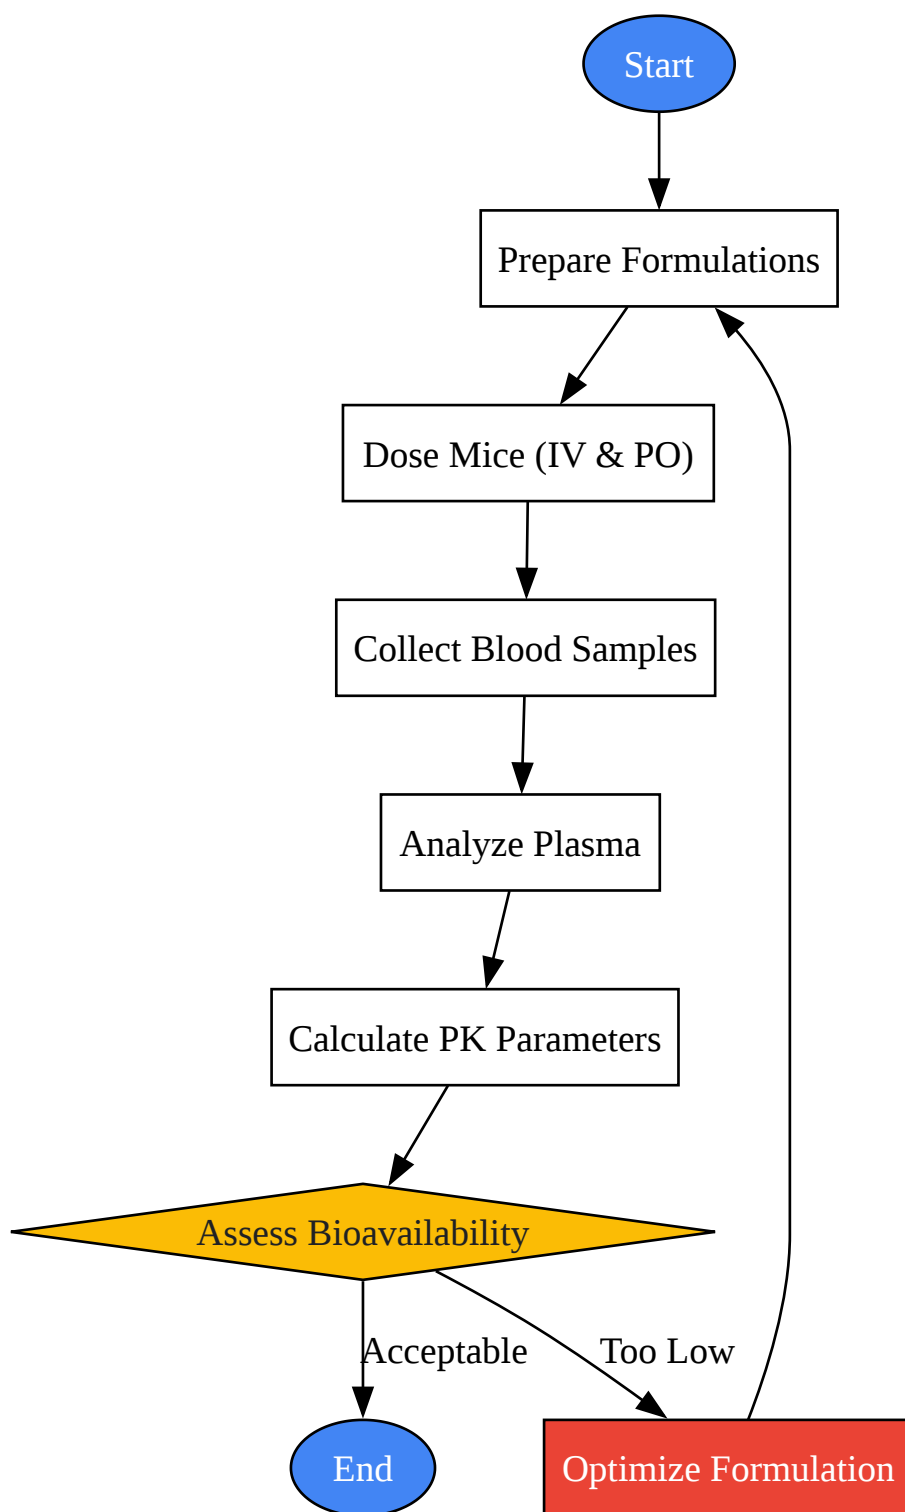 Start
Prepare Formulations
Dose Mice (IV & PO)
Collect Blood Samples
Analyze Plasma
Calculate PK Parameters
Assess Bioavailability
Acceptable
Too Low
End
Optimize Formulation